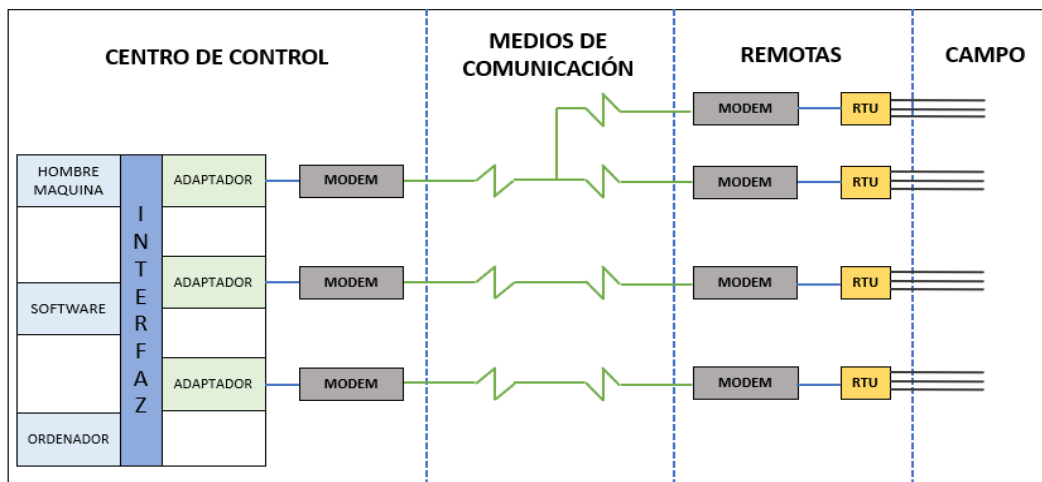 CENTRO DE CONTROL
MEDIOS DE
COMUNICACIÓN
REMOTAS
CAMPO
MODEM
RTU
HOMBRE
MAQUINA
ADAPTADOR
MODEM
MODEM
RTU
INTERFAZ
ADAPTADOR
MODEM
MODEM
RTU
SOFTWARE
ADAPTADOR
MODEM
MODEM
RTU
ORDENADOR